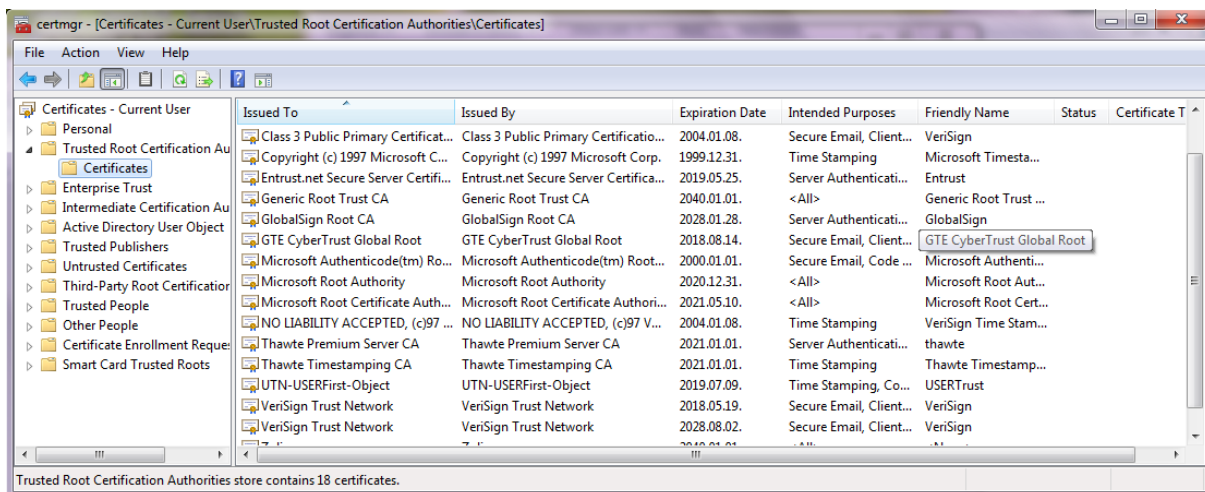 certmgr - [Certificates - Current User\Trusted Root Certification Authorities\Certificates]
File Action View Help
Certificates - Current User
Personal
Trusted Root Certification Au
Certificates
Enterprise Trust
Intermediate Certification Au
Active Directory User Object
Trusted Publishers
Untrusted Certificates
Third-Party Root Certification
Trusted People
Other People
Certificate Enrollment Reque
Smart Card Trusted Roots
Issued To Issued By Expiration Date Intended Purposes Friendly Name Status Certificate T
Class 3 Public Primary Certificat... Class 3 Public Primary Certificatio... 2004.01.08. Secure Email, Client... VeriSign
Copyright (c) 1997 Microsoft C... Copyright (c) 1997 Microsoft Corp. 1999.12.31. Time Stamping Microsoft Timesta...
Entrust.net Secure Server Certifi... Entrust.net Secure Server Certifica... 2019.05.25. Server Authenticati... Entrust
Generic Root Trust CA Generic Root Trust CA 2040.01.01. <All> Generic Root Trust ...
GlobalSign Root CA GlobalSign Root CA 2028.01.28. Server Authenticati... GlobalSign
GTE CyberTrust Global Root GTE CyberTrust Global Root 2018.08.14. Secure Email, Client... GTE CyberTrust Global Root
Microsoft Authenticode(tm) Ro... Microsoft Authenticode(tm) Root... 2000.01.01. Secure Email, Code ... Microsoft Authenti...
Microsoft Root Authority Microsoft Root Authority 2020.12.31. <All> Microsoft Root Aut...
Microsoft Root Certificate Auth... Microsoft Root Certificate Authori... 2021.05.10. <All> Microsoft Root Cert...
NO LIABILITY ACCEPTED, (c)97 ... NO LIABILITY ACCEPTED, (c)97 V... 2004.01.08. Time Stamping VeriSign Time Stam...
Thawte Premium Server CA Thawte Premium Server CA 2021.01.01. Server Authenticati... thawte
Thawte Timestamping CA Thawte Timestamping CA 2021.01.01. Time Stamping Thawte Timestamp...
UTN-USERFirst-Object UTN-USERFirst-Object 2019.07.09. Time Stamping, Co... USERTrust
VeriSign Trust Network VeriSign Trust Network 2018.05.19. Secure Email, Client... VeriSign
VeriSign Trust Network VeriSign Trust Network 2028.08.02. Secure Email, Client... VeriSign
Trusted Root Certification Authorities store contains 18 certificates.